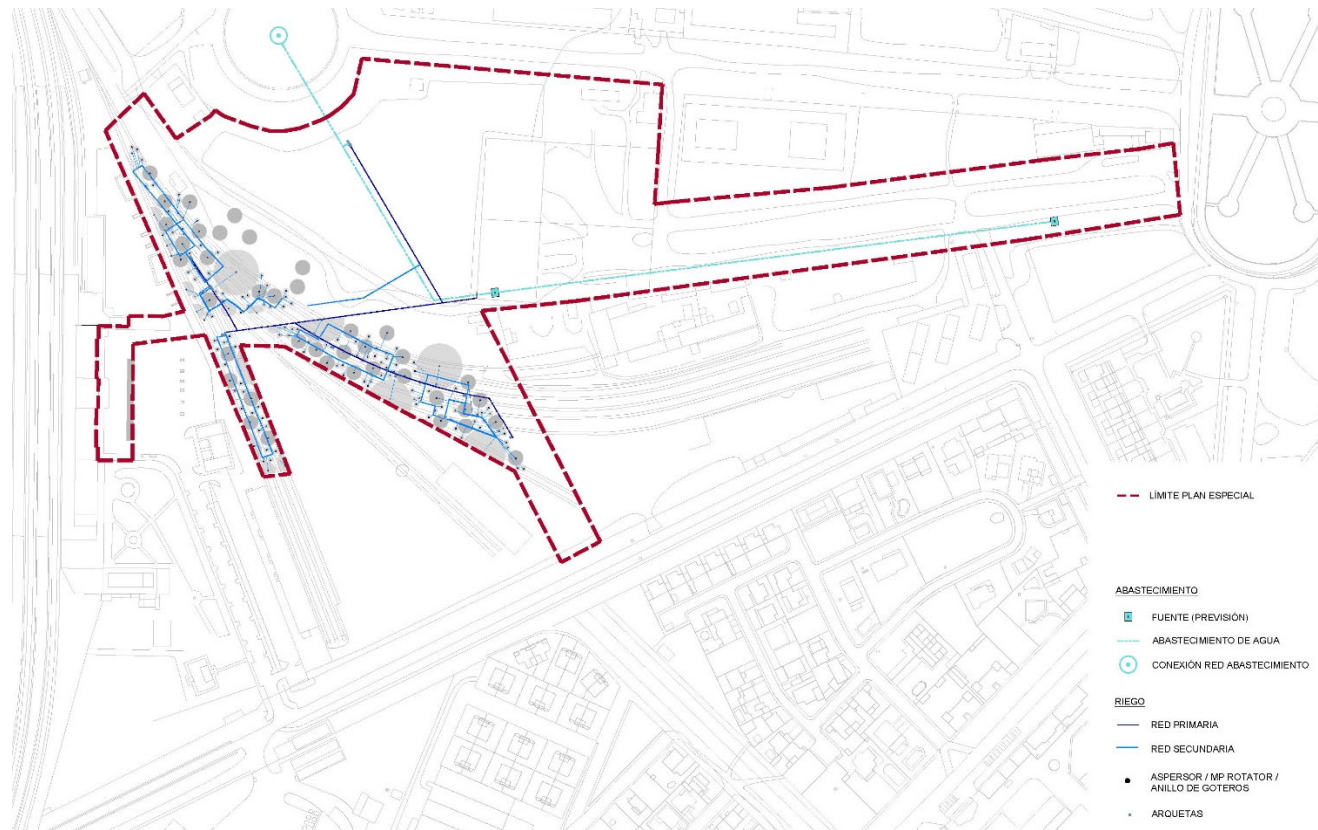 LÍMITE PLAN ESPECIAL
ABASTECIMIENTO
FUENTE (PREVISIÓN)
ABASTECIMIENTO DE AGUA
CONEXIÓN RED ABASTECIMIENTO
RIEGO
RED PRIMARIA
RED SECUNDARIA
ASPERSOR / MP ROTATOR /
ANILLO DE GOTEROS
ARQUETAS